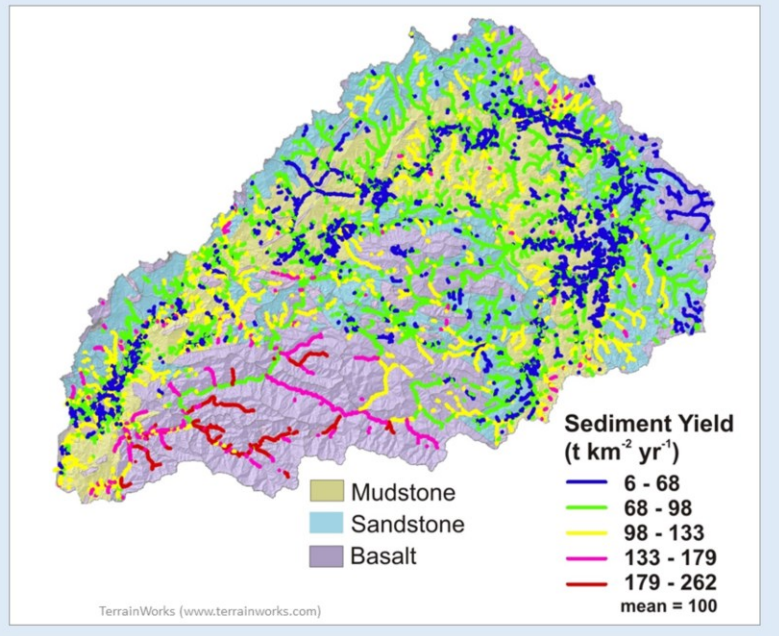 Sediment Yield
(t km⁻² yr⁻¹)
6 - 68
68 - 98
98 - 133
133 - 179
179 - 262
mean = 100
Mudstone
Sandstone
Basalt
TerrainWorks (www.terrainworks.com)